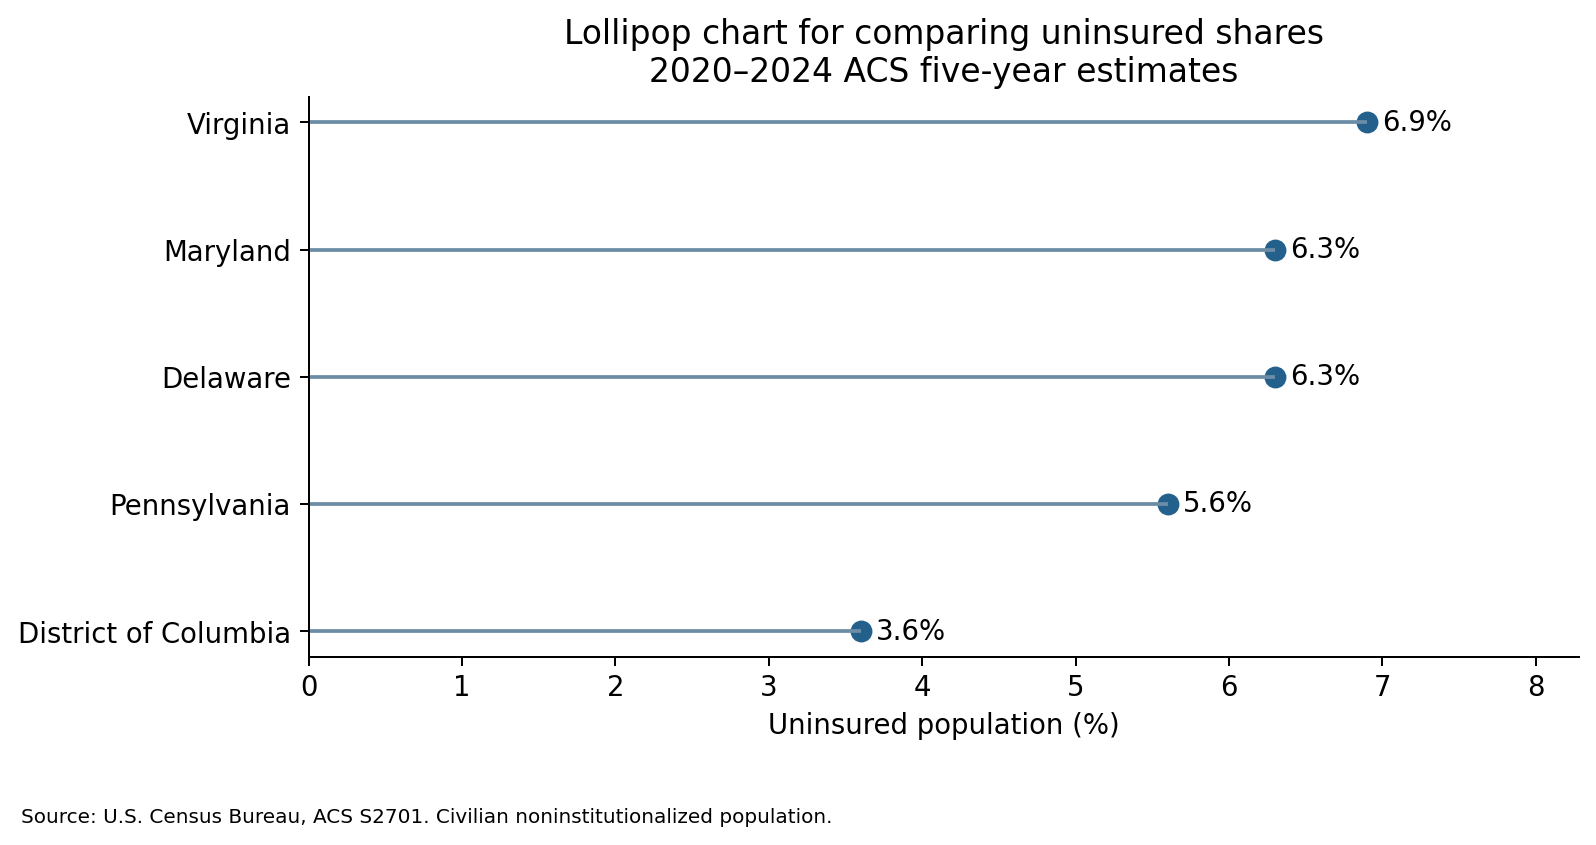 Lollipop chart for comparing uninsured shares
2020–2024 ACS five-year estimates
Virginia 6.9%
Maryland 6.3%
Delaware 6.3%
Pennsylvania 5.6%
District of Columbia 3.6%
0 1 2 3 4 5 6 7 8
Uninsured population (%)
Source: U.S. Census Bureau, ACS S2701. Civilian noninstitutionalized population.